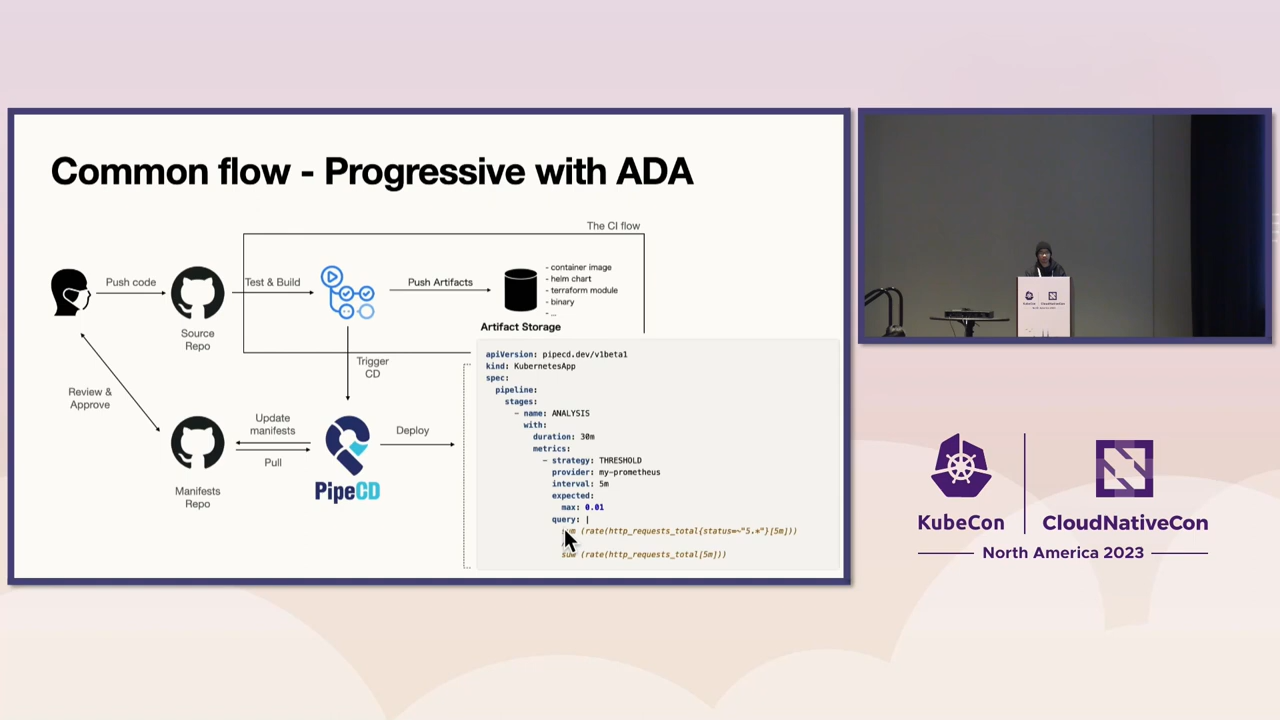 Common flow - Progressive with ADA
The CI flow
Push code
Test & Build
Push Artifacts
- container image
- helm chart
- terraform module
- binary
- ...
Source
Repo
Artifact Storage
Trigger
CD
Review &
Approve
Update
manifests
Pull
Deploy
Manifests
Repo
PipeCD
apiVersion: pipecd.dev/v1beta1
kind: KubernetesApp
spec:
pipeline:
stages:
- name: ANALYSIS
with:
duration: 30m
metrics:
- strategy: THRESHOLD
provider: my-prometheus
interval: 5m
expected:
max: 0.01
query: |
sum (rate(http_requests_total{status=~"5.*"}[5m]))
sum (rate(http_requests_total[5m]))
KubeCon
CloudNativeCon
North America 2023